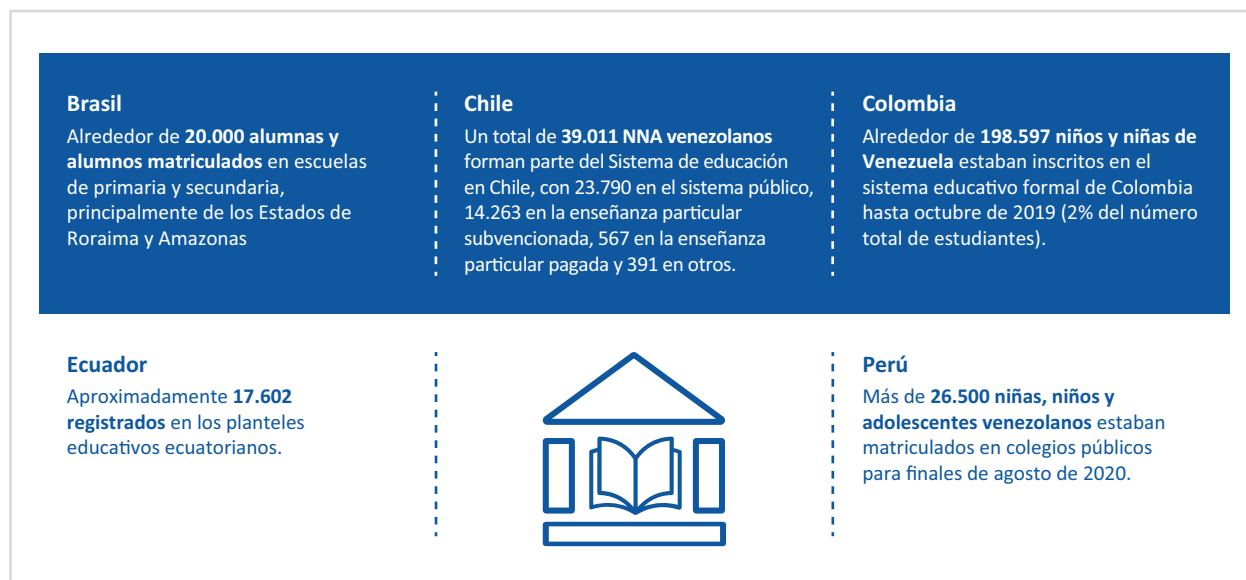 Brasil
Alrededor de 20.000 alumnas y
alumnos matriculados en escuelas
de primaria y secundaria,
principalmente de los Estados de
Roraima y Amazonas
Chile
Un total de 39.011 NNA venezolanos
forman parte del Sistema de educación
en Chile, con 23.790 en el sistema público,
14.263 en la enseñanza particular
subvencionada, 567 en la enseñanza
particular pagada y 391 en otros.
Colombia
Alrededor de 198.597 niños y niñas de
Venezuela estaban inscritos en el
sistema educativo formal de Colombia
hasta octubre de 2019 (2% del número
total de estudiantes).
Ecuador
Aproximadamente 17.602
registrados en los planteles
educativos ecuatorianos.
Perú
Más de 26.500 niñas, niños y
adolescentes venezolanos estaban
matriculados en colegios públicos
para finales de agosto de 2020.